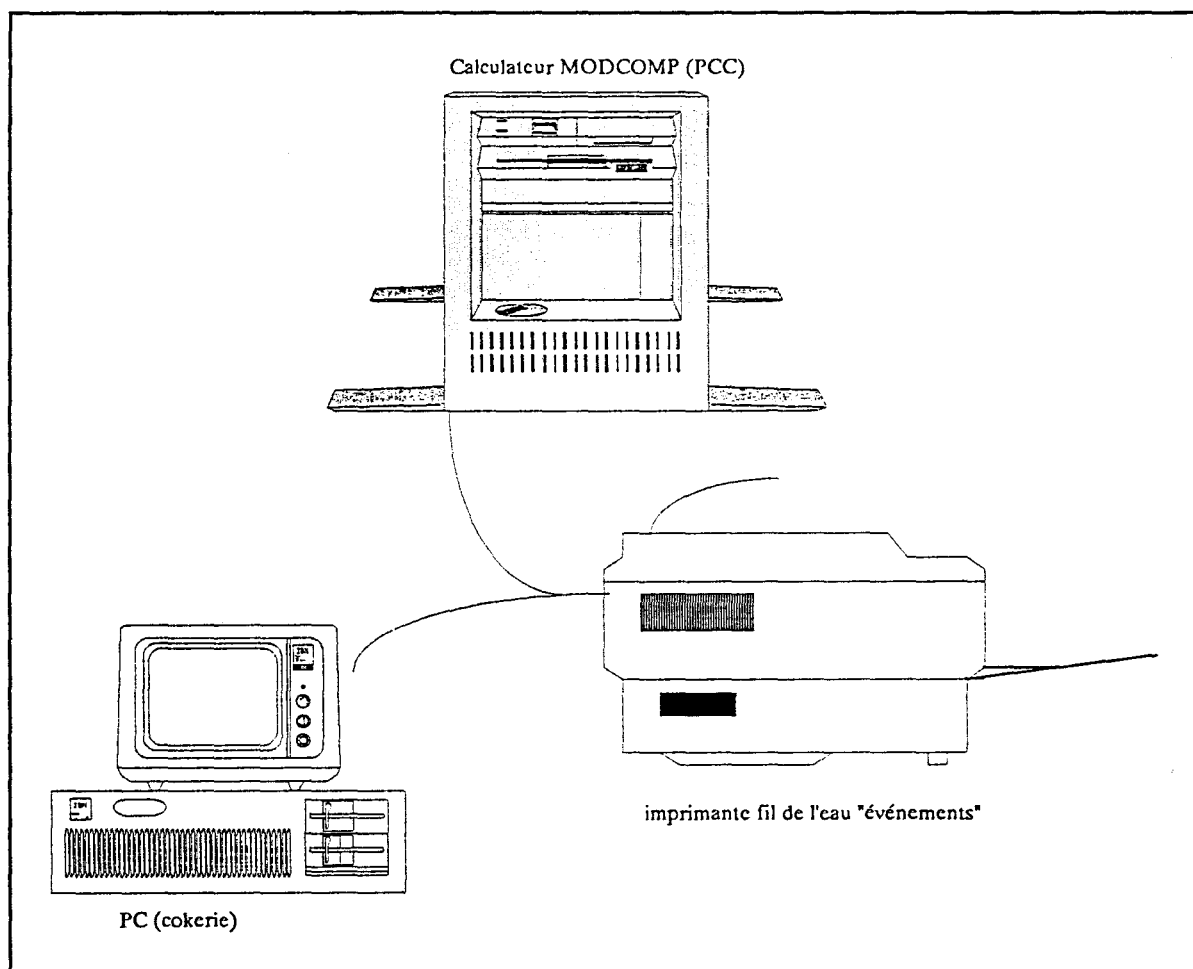 Calculateur MODCOMP (PCC)
imprimante fil de l'eau "événements"
PC (cokerie)